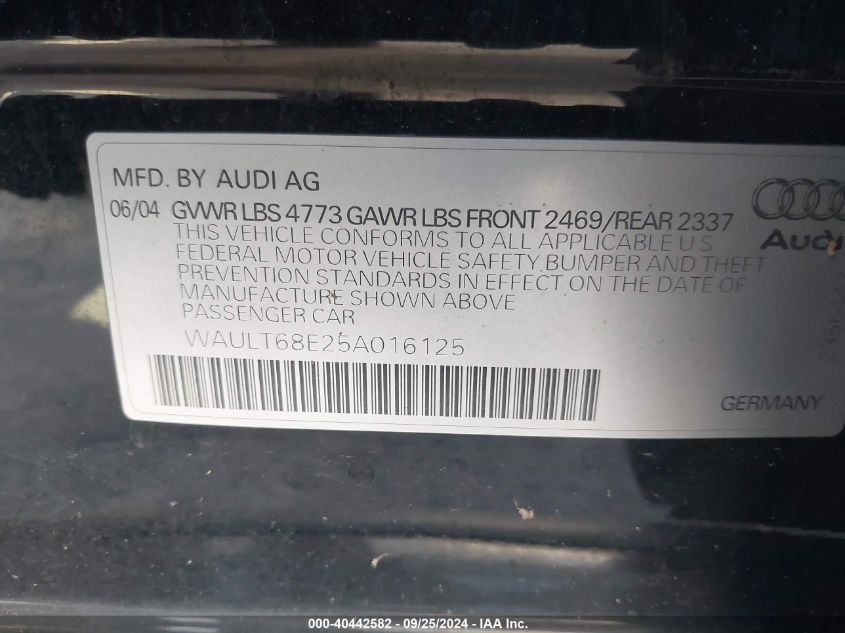 MFD. BY AUDI AG
06/04 GVWR LBS 4773 GAWR LBS FRONT 2469/REAR 2337
THIS VEHICLE CONFORMS TO ALL APPLICABLE US
FEDERAL MOTOR VEHICLE SAFETY, BUMPER AND THEFT
PREVENTION STANDARDS IN EFFECT ON THE DATE OF
MANUFACTURE SHOWN ABOVE
PASSENGER CAR
WAULT68E25A016125
Audi
GERMANY
000-40442582 - 09/25/2024 - IAA Inc.